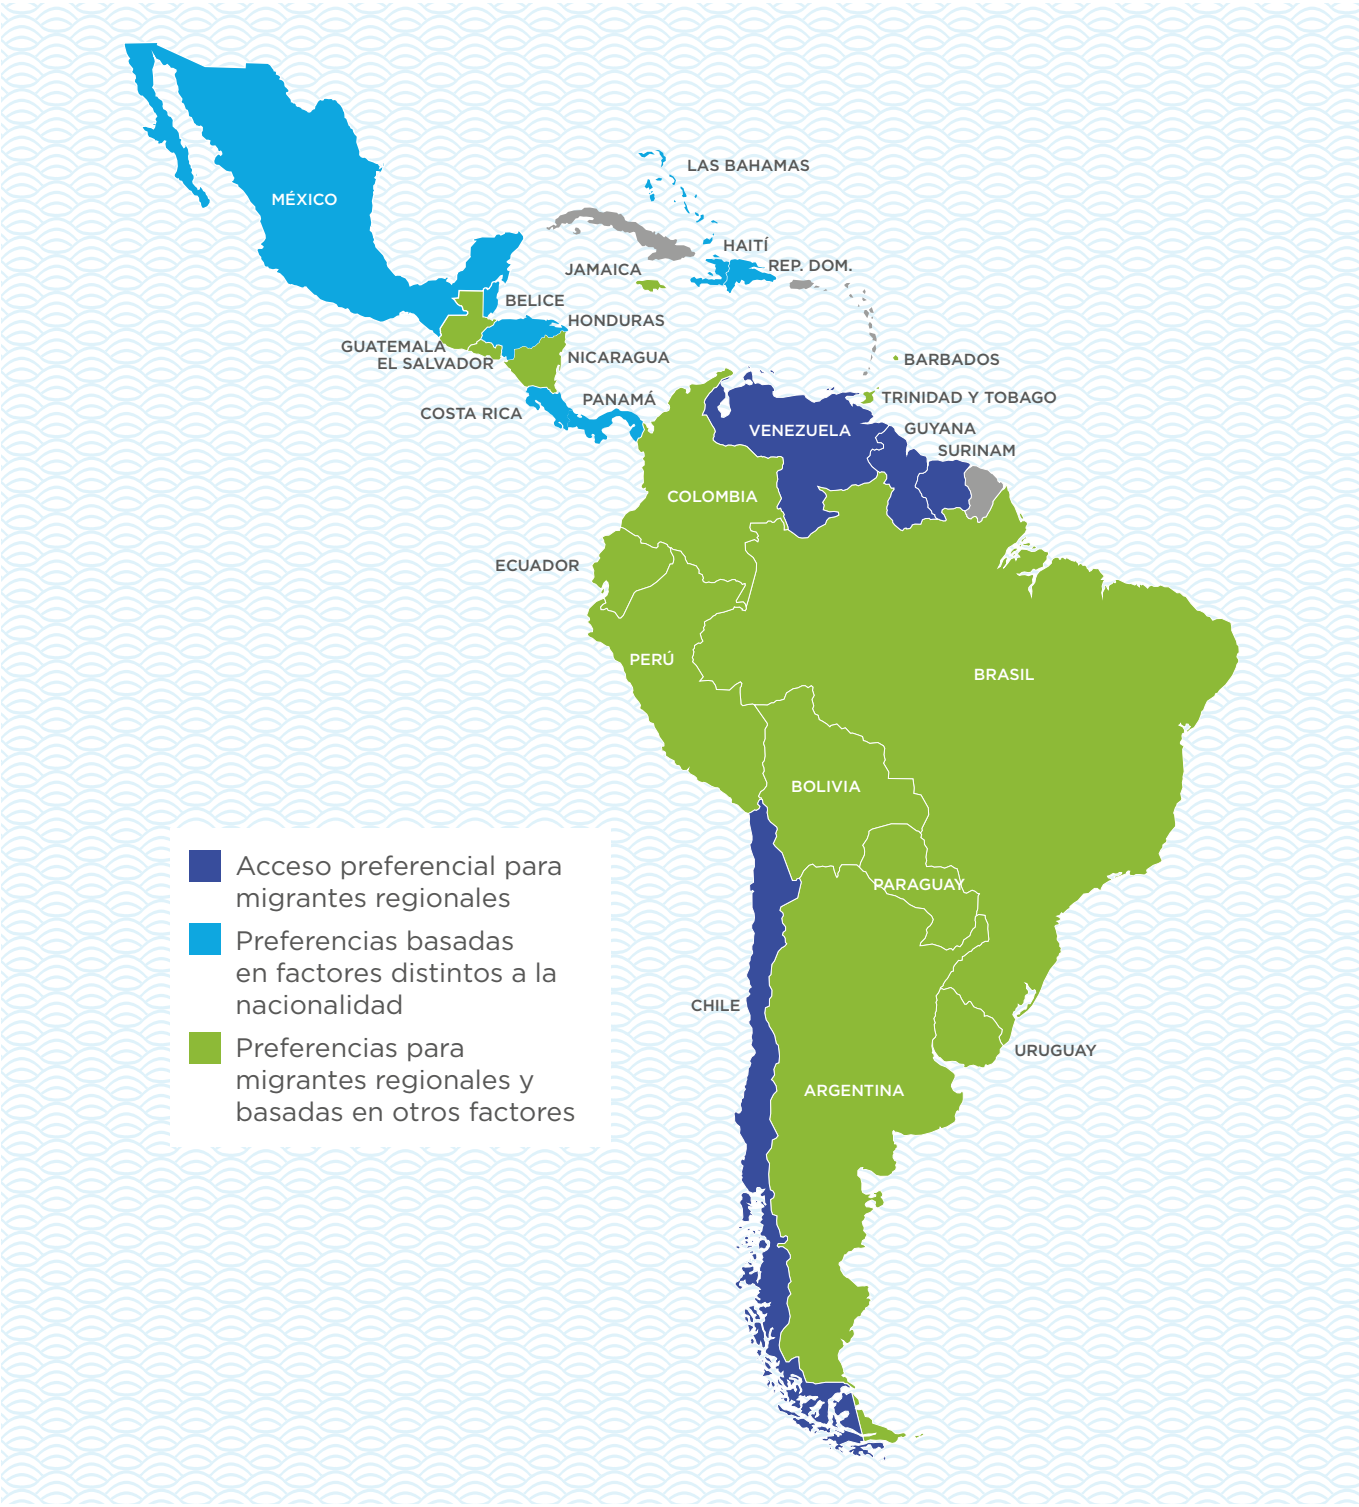 LAS BAHAMAS
MÉXICO
HAITÍ
REP. DOM.
JAMAICA
BELICE
HONDURAS
GUATEMALA
NICARAGUA
EL SALVADOR
BARBADOS
PANAMÁ
TRINIDAD Y TOBAGO
COSTA RICA
VENEZUELA
GUYANA
SURINAM
COLOMBIA
ECUADOR
PERÚ
BRASIL
BOLIVIA
PARAGUAY
CHILE
URUGUAY
ARGENTINA
Acceso preferencial para
migrantes regionales
Preferencias basadas
en factores distintos a la
nacionalidad
Preferencias para
migrantes regionales y
basadas en otros factores